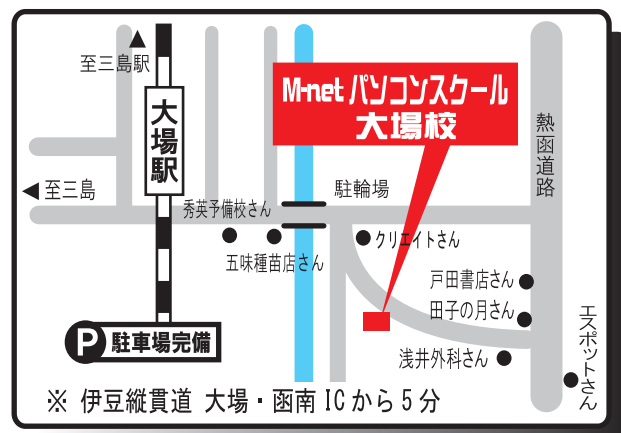 至三島駅
大場駅
至三島
M-net パソコンスクール
大場校
熱函道路
駐輪場
秀英予備校さん
五味種苗店さん
クリエイトさん
戸田書店さん
田子の月さん
浅井外科さん
エスポットさん
P 駐車場完備
※ 伊豆縦貫道 大場・函南 ICから5分